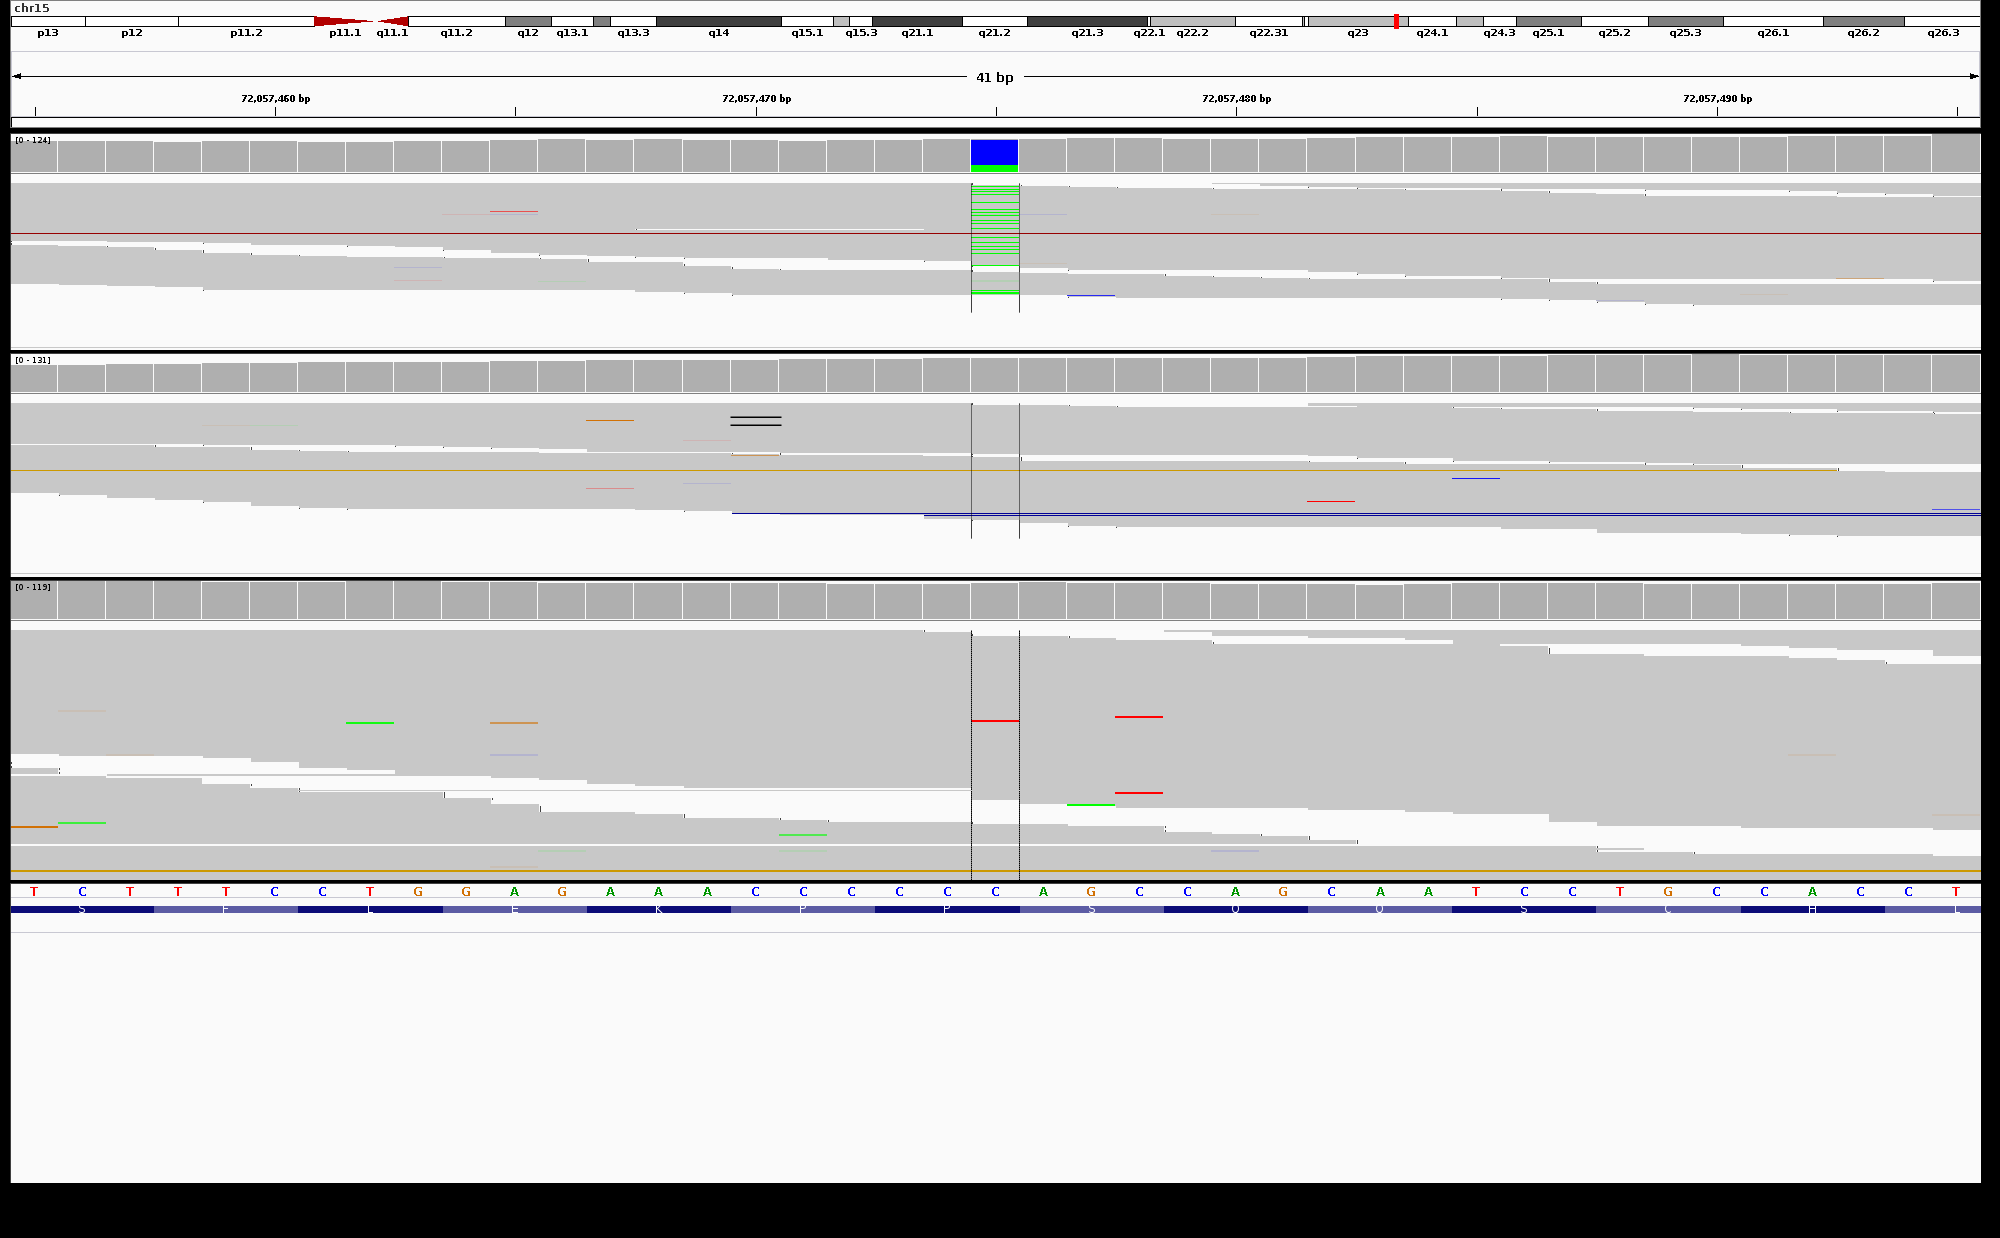 chr15
p13 p12 p11.2 p11.1 q11.1 q11.2 q12 q13.1 q13.3 q14 q15.1 q15.3 q21.1 q21.2 q21.3 q22.1 q22.2 q22.31 q23 q24.1 q24.3 q25.1 q25.2 q25.3 q26.1 q26.2 q26.3
41 bp
72,057,460 bp 72,057,470 bp 72,057,480 bp 72,057,490 bp
[0 - 124]
[0 - 131]
[0 - 119]
T C T T T C C T G G A G A A A C C C C C C A G C C A G C A A T C C T G C C A C C T
S F L E K P P S Q Q S C H L